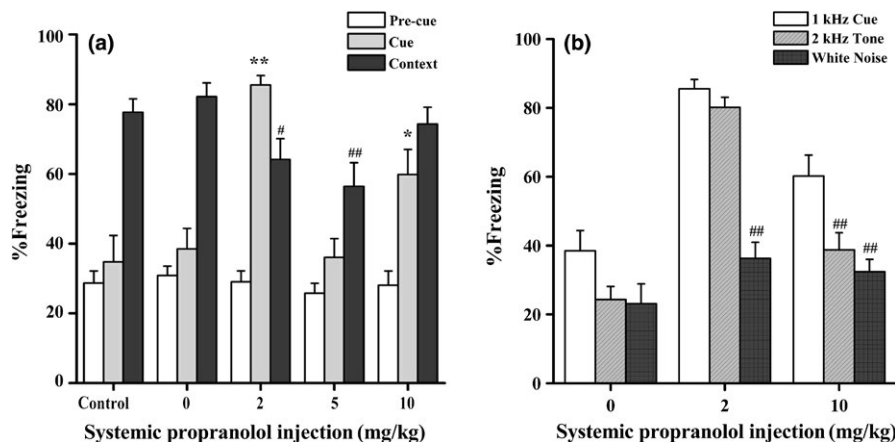 (a)
Pre-cue
Cue
Context
%Freezing
100
80
60
40
20
0
**
#
##
*
Control 0 2 5 10
Systemic propranolol injection (mg/kg)
(b)
1 kHz Cue
2 kHz Tone
White Noise
%Freezing
100
80
60
40
20
0
##
##
##
0 2 10
Systemic propranolol injection (mg/kg)